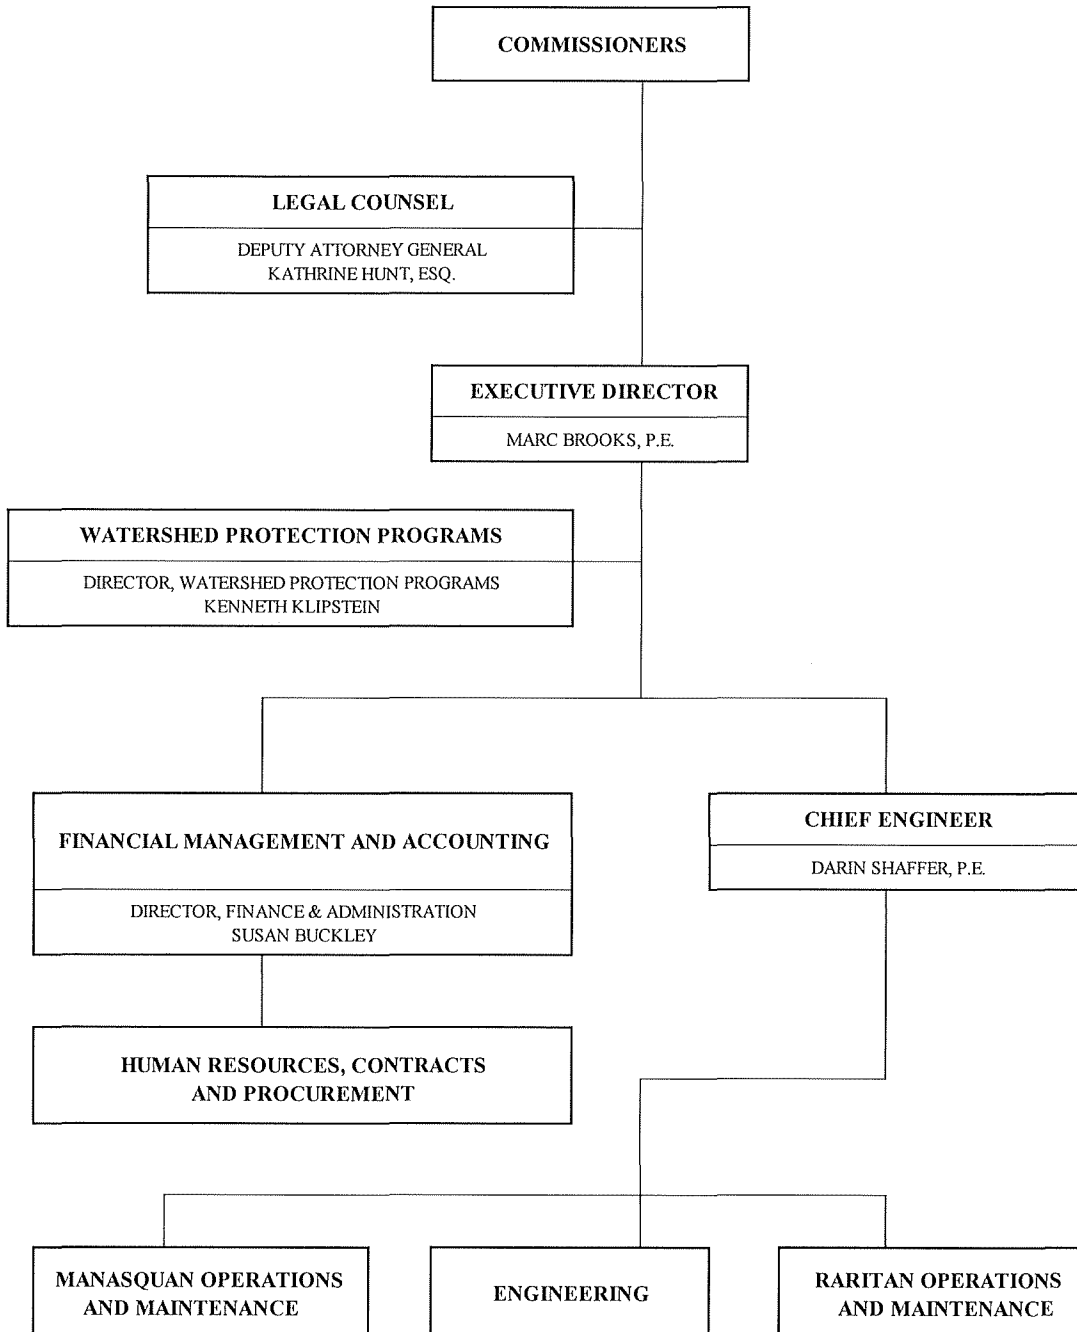 COMMISSIONERS
LEGAL COUNSEL
DEPUTY ATTORNEY GENERAL
KATHRINE HUNT, ESQ.
EXECUTIVE DIRECTOR
MARC BROOKS, P.E.
WATERSHED PROTECTION PROGRAMS
DIRECTOR, WATERSHED PROTECTION PROGRAMS
KENNETH KLIPSTEIN
FINANCIAL MANAGEMENT AND ACCOUNTING
DIRECTOR, FINANCE & ADMINISTRATION
SUSAN BUCKLEY
CHIEF ENGINEER
DARIN SHAFFER, P.E.
HUMAN RESOURCES, CONTRACTS
AND PROCUREMENT
MANASQUAN OPERATIONS
AND MAINTENANCE
ENGINEERING
RARITAN OPERATIONS
AND MAINTENANCE